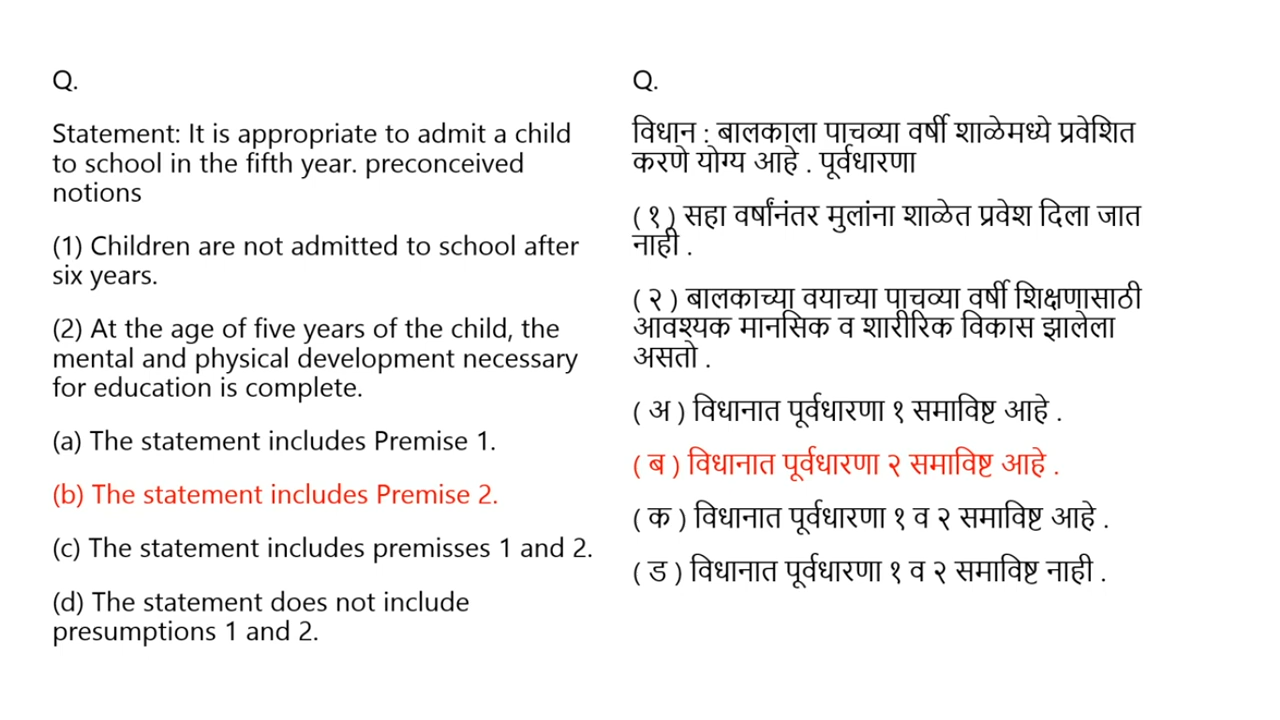 Q.
Statement: It is appropriate to admit a child
to school in the fifth year. preconceived
notions
(1) Children are not admitted to school after
six years.
(2) At the age of five years of the child, the
mental and physical development necessary
for education is complete.
(a) The statement includes Premise 1.
(b) The statement includes Premise 2.
(c) The statement includes premisses 1 and 2.
(d) The statement does not include
presumptions 1 and 2.
Q.
विधान : बालकाला पाचव्या वर्षी शाळेमध्ये प्रवेशित
करणे योग्य आहे . पूर्वधारणा
( १ ) सहा वर्षांनंतर मुलांना शाळेत प्रवेश दिला जात
नाही .
( २ ) बालकाच्या वयाच्या पाचव्या वर्षी शिक्षणासाठी
आवश्यक मानसिक व शारीरिक विकास झालेला
असतो .
( अ ) विधानात पूर्वधारणा १ समाविष्ट आहे .
( ब ) विधानात पूर्वधारणा २ समाविष्ट आहे .
( क ) विधानात पूर्वधारणा १ व २ समाविष्ट आहे .
( ड ) विधानात पूर्वधारणा १ व २ समाविष्ट नाही .